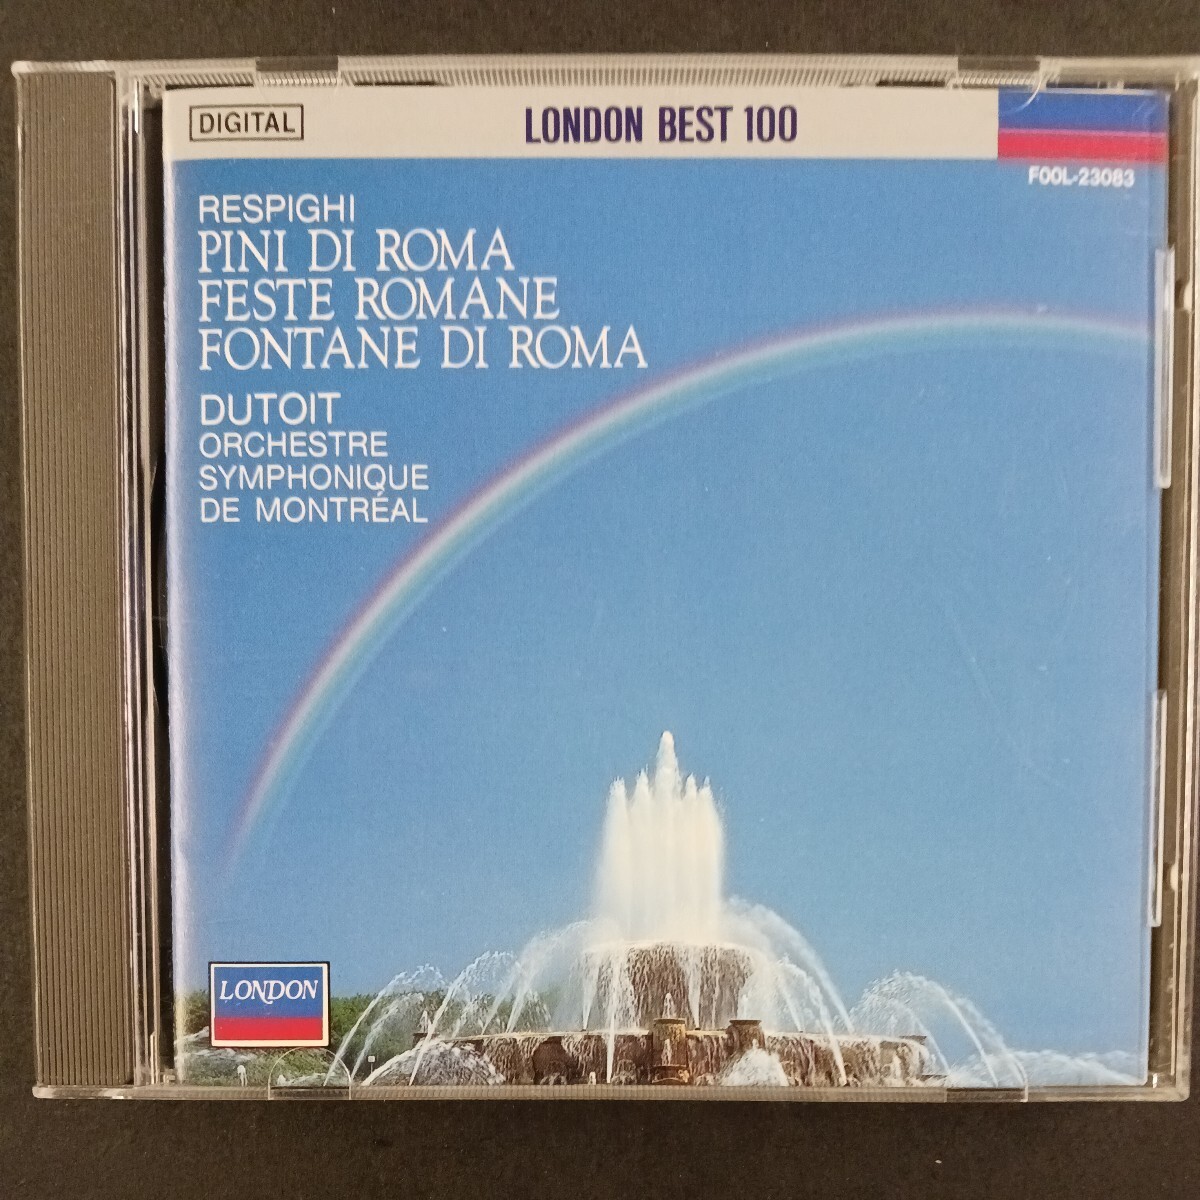 DIGITAL
LONDON BEST 100
F00L-23083
RESPIGHI
PINI DI ROMA
FESTE ROMANE
FONTANE DI ROMA
DUTOIT
ORCHESTRE
SYMPHONIQUE
DE MONTRÉAL
LONDON